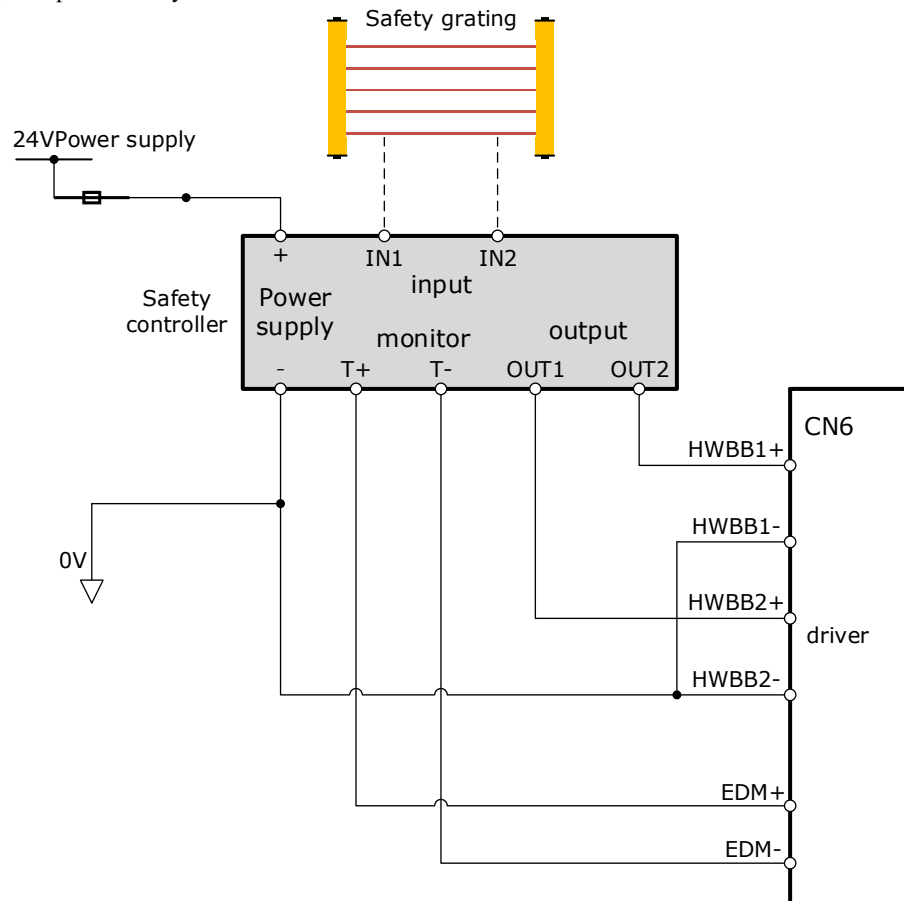 Safety grating
24VPower supply
+
IN1
IN2
input
Safety
controller
Power
supply
monitor
output
-
T+
T-
OUT1
OUT2
CN6
HWBB1+
HWBB1-
0V
HWBB2+
driver
HWBB2-
EDM+
EDM-